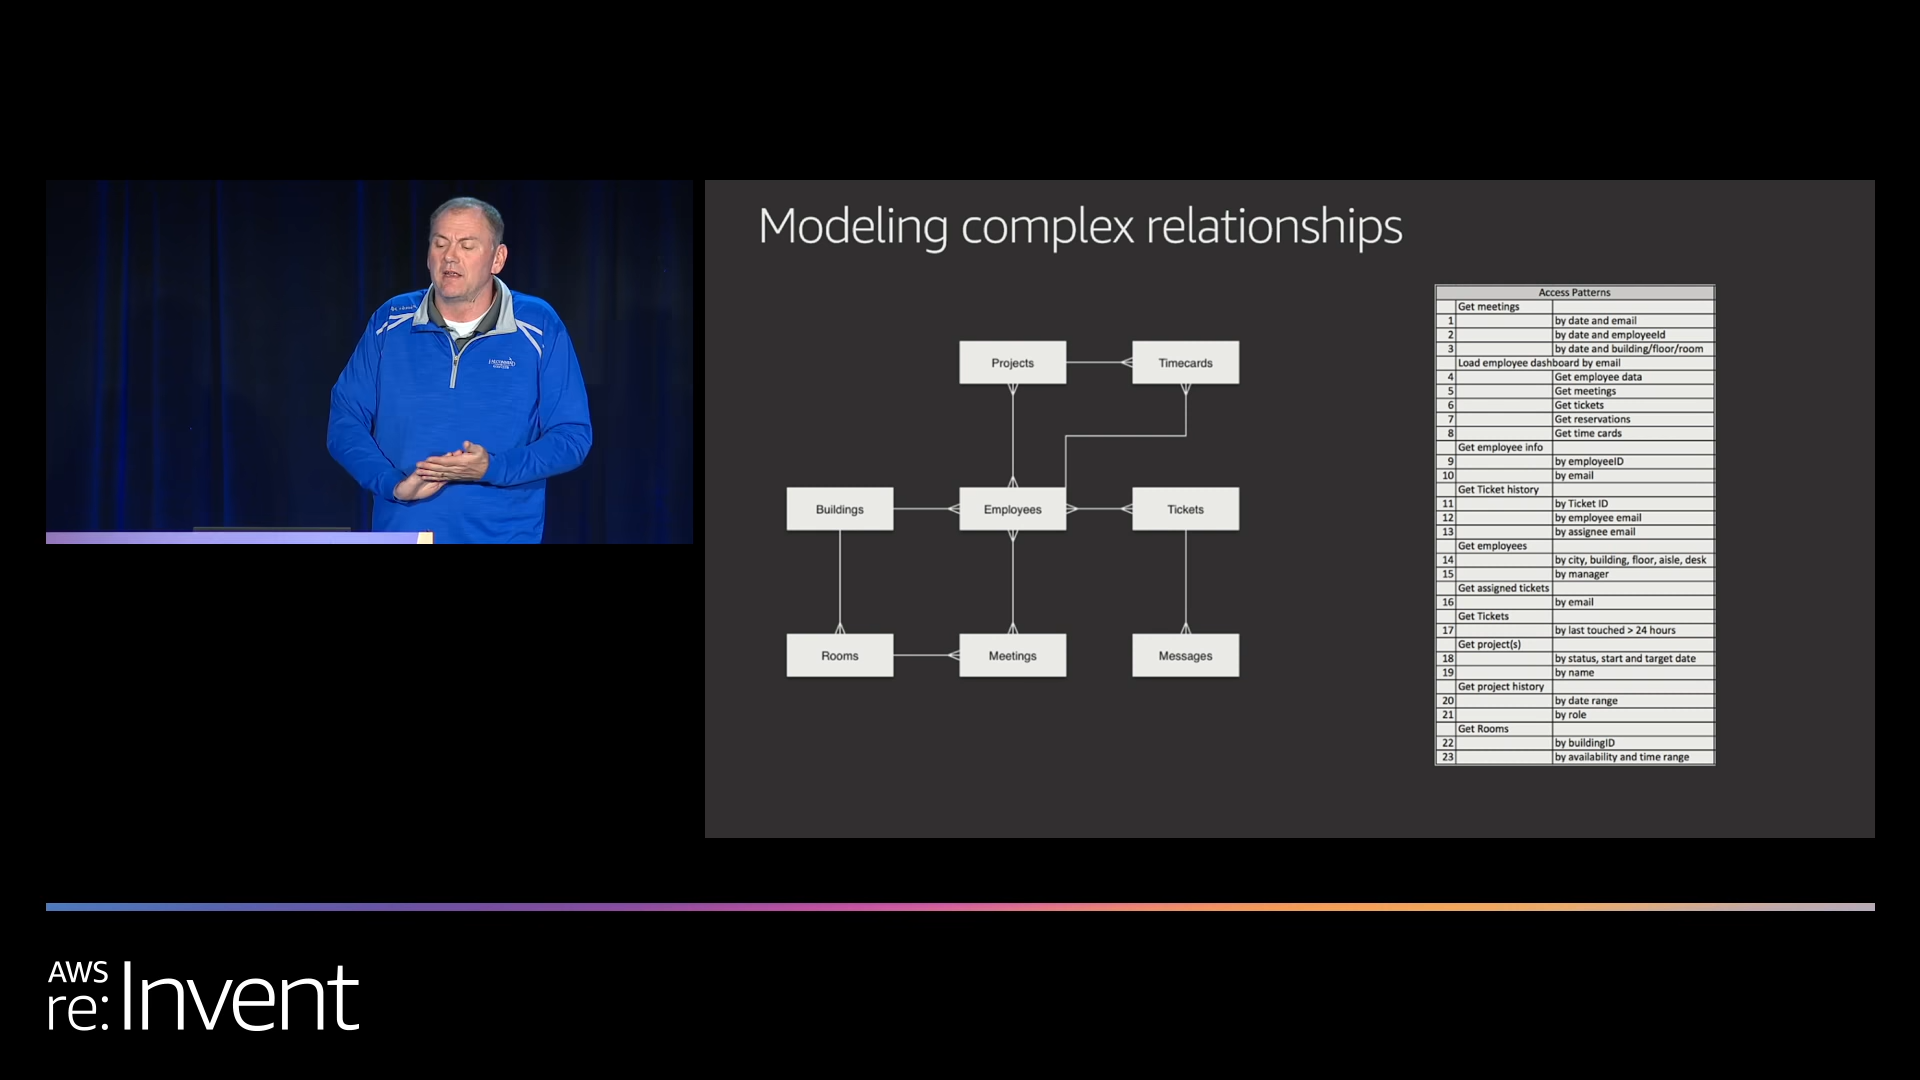 Modeling complex relationships
Projects
Timecards
Buildings
Employees
Tickets
Rooms
Meetings
Messages
Access Patterns
Get meetings
1 by date and email
2 by date and employeeId
3 by date and building/floor/room
Load employee dashboard by email
4 Get employee data
5 Get meetings
6 Get tickets
7 Get reservations
8 Get time cards
Get employee info
9 by employeeID
10 by email
Get Ticket history
11 by Ticket ID
12 by employee email
13 by assignee email
Get employees
14 by city, building, floor, aisle, desk
15 by manager
Get assigned tickets
16 by email
Get Tickets
17 by last touched > 24 hours
Get project(s)
18 by status, start and target date
19 by name
Get project history
20 by date range
21 by role
Get Rooms
22 by buildingID
23 by availability and time range
AWS
re:Invent